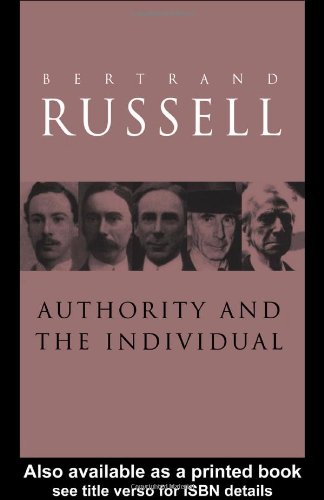 BERTRAND
RUSSELL
AUTHORITY AND
THE INDIVIDUAL
Also available as a printed book
see title verso for ISBN details